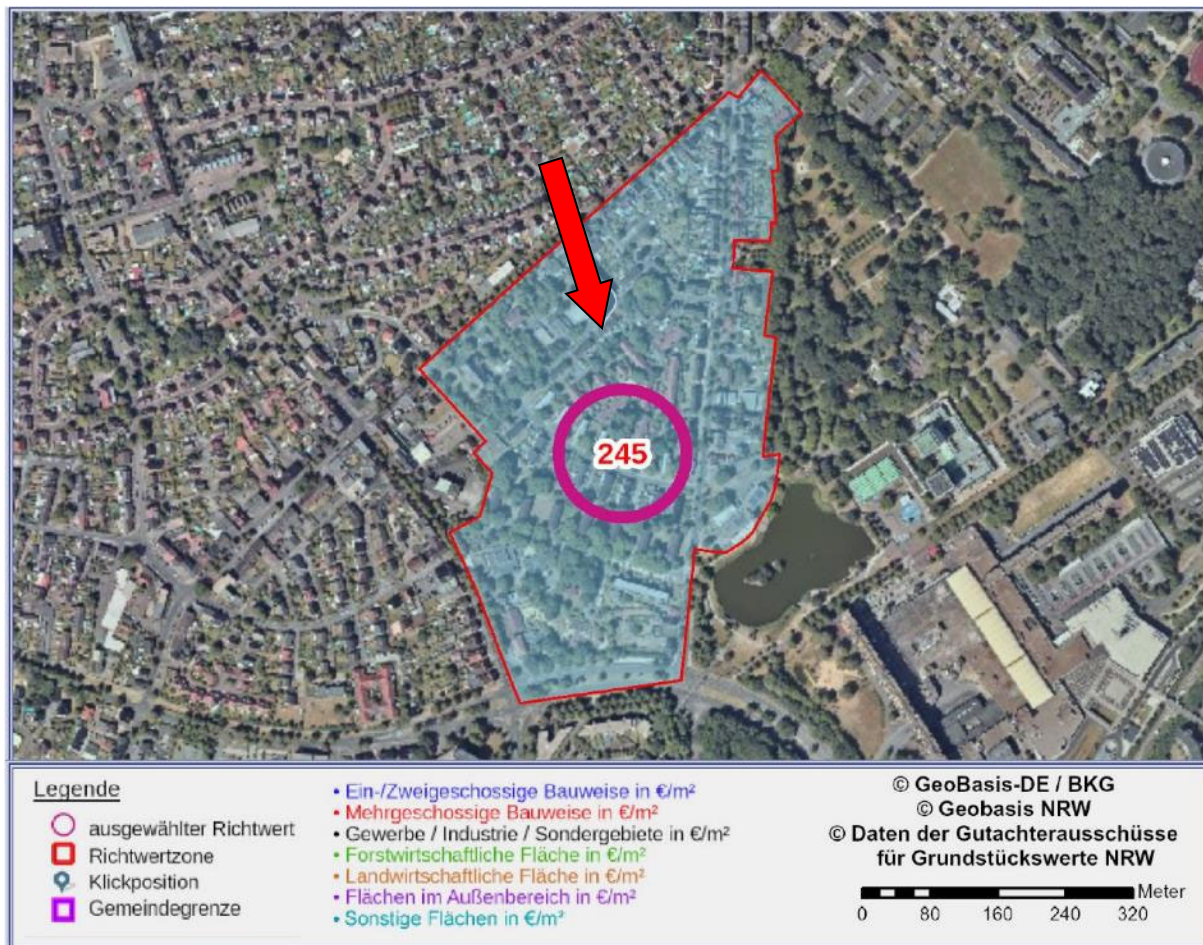 245
Legende
ausgewählter Richtwert
Richtwertzone
Klickposition
Gemeindegrenze
• Ein-/Zweigeschossige Bauweise in €/m²
• Mehrgeschossige Bauweise in €/m²
• Gewerbe / Industrie / Sondergebiete in €/m²
• Forstwirtschaftliche Fläche in €/m²
• Landwirtschaftliche Fläche in €/m²
• Flächen im Außenbereich in €/m²
• Sonstige Flächen in €/m²
© GeoBasis-DE / BKG
© Geobasis NRW
© Daten der Gutachterausschüsse
für Grundstückswerte NRW
Meter
0 80 160 240 320